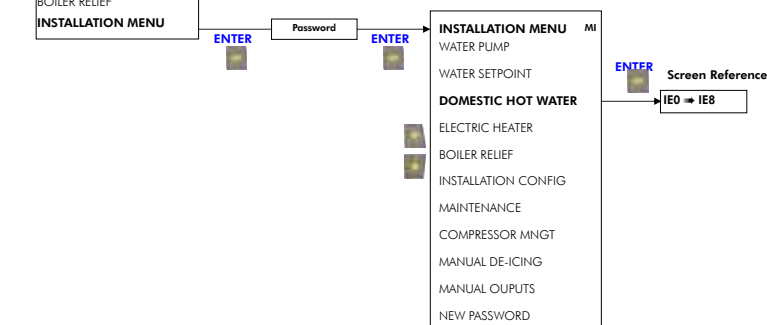 BOILER RELIEF
INSTALLATION MENU
ENTER
Password
ENTER
INSTALLATION MENU MI
WATER PUMP
WATER SETPOINT
DOMESTIC HOT WATER
ELECTRIC HEATER
BOILER RELIEF
INSTALLATION CONFIG
MAINTENANCE
COMPRESSOR MNGT
MANUAL DE-ICING
MANUAL OUPUTS
NEW PASSWORD
ENTER
Screen Reference
IE0 ➠ IE8